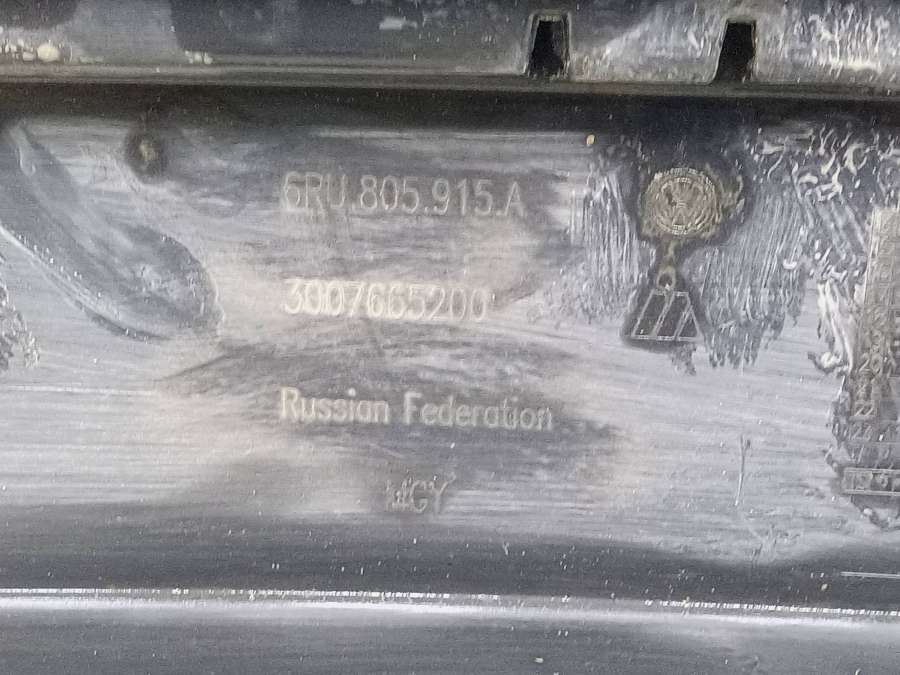 6RU.805.915.A
3007665200
Russian Federation